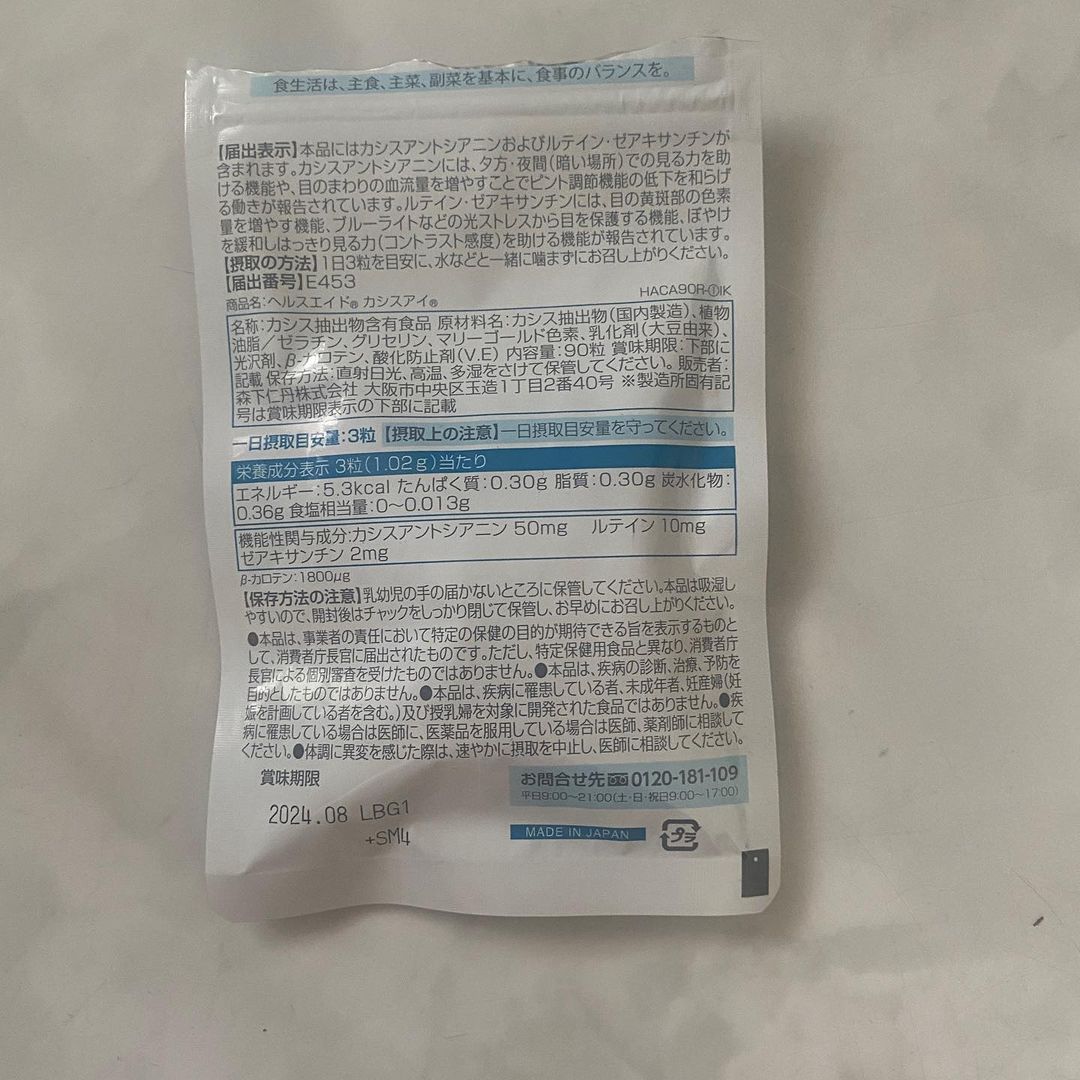 食生活は、主食、主菜、副菜を基本に、食事のバランスを。
【届出表示】本品にはカシスアントシアニンおよびルテイン・ゼアキサンチンが
含まれます。カシスアントシアニンには、夕方・夜間(暗い場所)での見る力を助
ける機能や、目のまわりの血流量を増やすことでピント調節機能の低下を和らげ
る働きが報告されています。ルテイン・ゼアキサンチンには、目の黄斑部の色素
量を増やす機能、ブルーライトなどの光ストレスから目を保護する機能、ぼやけ
を緩和しはっきり見る力(コントラスト感度)を助ける機能が報告されています。
【摂取の方法】1日3粒を目安に、水などと一緒に噛まずにお召し上がりください。
【届出番号】E453
HACA90R-①IK
商品名:ヘルスエイド® カシスアイ®
名称:カシス抽出物含有食品 原材料名:カシス抽出物(国内製造)、植物
油脂/ゼラチン、グリセリン、マリーゴールド色素、乳化剤(大豆由来)、
光沢剤、β-カロテン、酸化防止剤(V.E) 内容量:90粒 賞味期限:下部に
記載 保存方法:直射日光、高温、多湿をさけて保管してください。 販売者:
森下仁丹株式会社 大阪市中央区玉造1丁目2番40号 ※製造所固有記
号は賞味期限表示の下部に記載
一日摂取目安量:3粒 【摂取上の注意】一日摂取目安量を守ってください。
栄養成分表示 3粒(1.02g)当たり
エネルギー:5.3kcal たんぱく質:0.30g 脂質:0.30g 炭水化物:
0.36g 食塩相当量:0〜0.013g
機能性関与成分:カシスアントシアニン 50mg ルテイン 10mg
ゼアキサンチン 2mg
β-カロテン:1800μg
【保存方法の注意】乳幼児の手の届かないところに保管してください。本品は吸湿し
やすいので、開封後はチャックをしっかり閉じて保管し、お早めにお召し上がりください。
●本品は、事業者の責任において特定の保健の目的が期待できる旨を表示するものと
して、消費者庁長官に届出されたものです。ただし、特定保健用食品と異なり、消費者庁
長官による個別審査を受けたものではありません。●本品は、疾病の診断、治療、予防を
目的としたものではありません。●本品は、疾病に罹患している者、未成年者、妊産婦(妊
娠を計画している者を含む。)及び授乳婦を対象に開発された食品ではありません。●疾
病に罹患している場合は医師に、医薬品を服用している場合は医師、薬剤師に相談して
ください。●体調に異変を感じた際は、速やかに摂取を中止し、医師に相談してください。
賞味期限
2024.08 LBG1
+SM4
お問合せ先 0120-181-109
平日9:00〜21:00(土・日・祝日9:00〜17:00)
MADE IN JAPAN
プラ